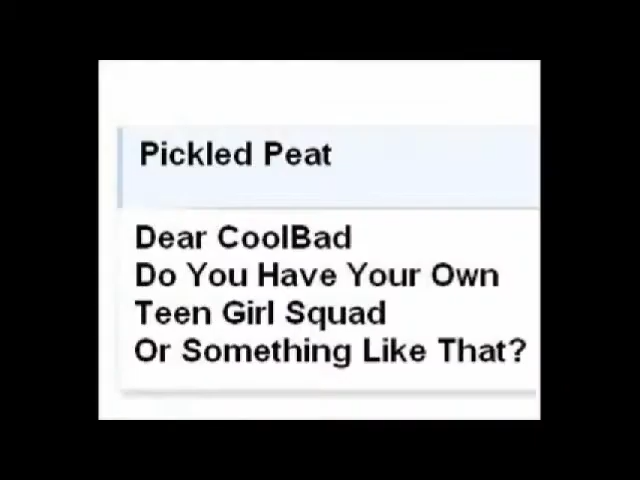 Pickled Peat
Dear CoolBad
Do You Have Your Own
Teen Girl Squad
Or Something Like That?